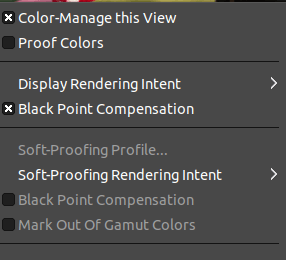 Color-Manage this View
Proof Colors
Display Rendering Intent
Black Point Compensation
Soft-Proofing Profile...
Soft-Proofing Rendering Intent
Black Point Compensation
Mark Out Of Gamut Colors